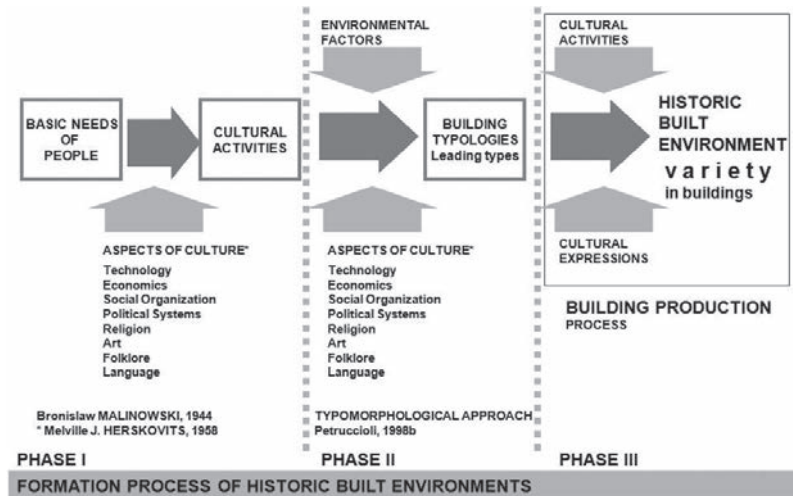 BASIC NEEDS
OF
PEOPLE
CULTURAL
ACTIVITIES
ASPECTS OF CULTURE*
Technology
Economics
Social Organization
Political Systems
Religion
Art
Folklore
Language
Bronislaw MALINOWSKI, 1944
* Melville J. HERSKOVITS, 1958
PHASE I
ENVIRONMENTAL
FACTORS
BUILDING
TYPOLOGIES
Leading types
ASPECTS OF CULTURE*
Technology
Economics
Social Organization
Political Systems
Religion
Art
Folklore
Language
TYPOMORPHOLOGICAL APPROACH
Petruccioli, 1998b
PHASE II
CULTURAL
ACTIVITIES
HISTORIC
BUILT
ENVIRONMENT
variety
in buildings
CULTURAL
EXPRESSIONS
BUILDING PRODUCTION
PROCESS
PHASE III
FORMATION PROCESS OF HISTORIC BUILT ENVIRONMENTS